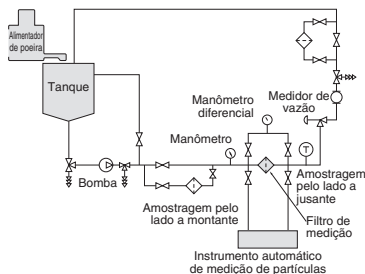 Alimentador
de poeira
Tanque
Manômetro
diferencial
Medidor de
vazão
Manômetro
T
Bomba
Amostragem
pelo lado a
jusante
Amostragem pelo
lado a montante
Filtro de
medição
Instrumento automático
de medição de partículas